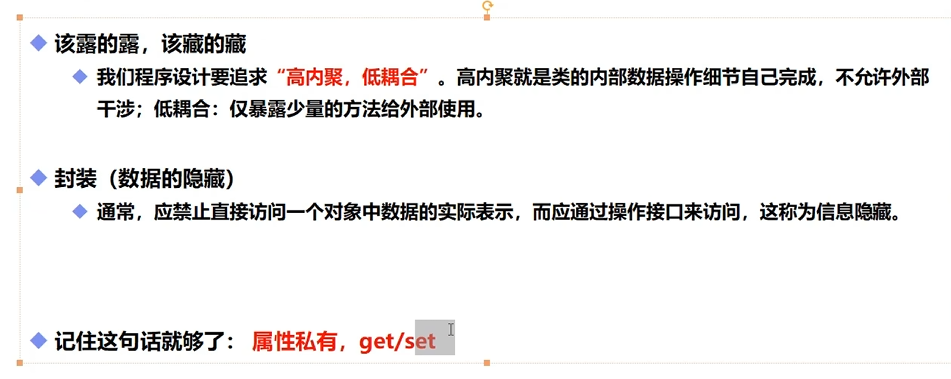 该露的露，该藏的藏
我们程序设计要追求“高内聚，低耦合”。高内聚就是类的内部数据操作细节自己完成，不允许外部
干涉；低耦合：仅暴露少量的方法给外部使用。
封装（数据的隐藏）
通常，应禁止直接访问一个对象中数据的实际表示，而应通过操作接口来访问，这称为信息隐藏。
记住这句话就够了：属性私有，get/set